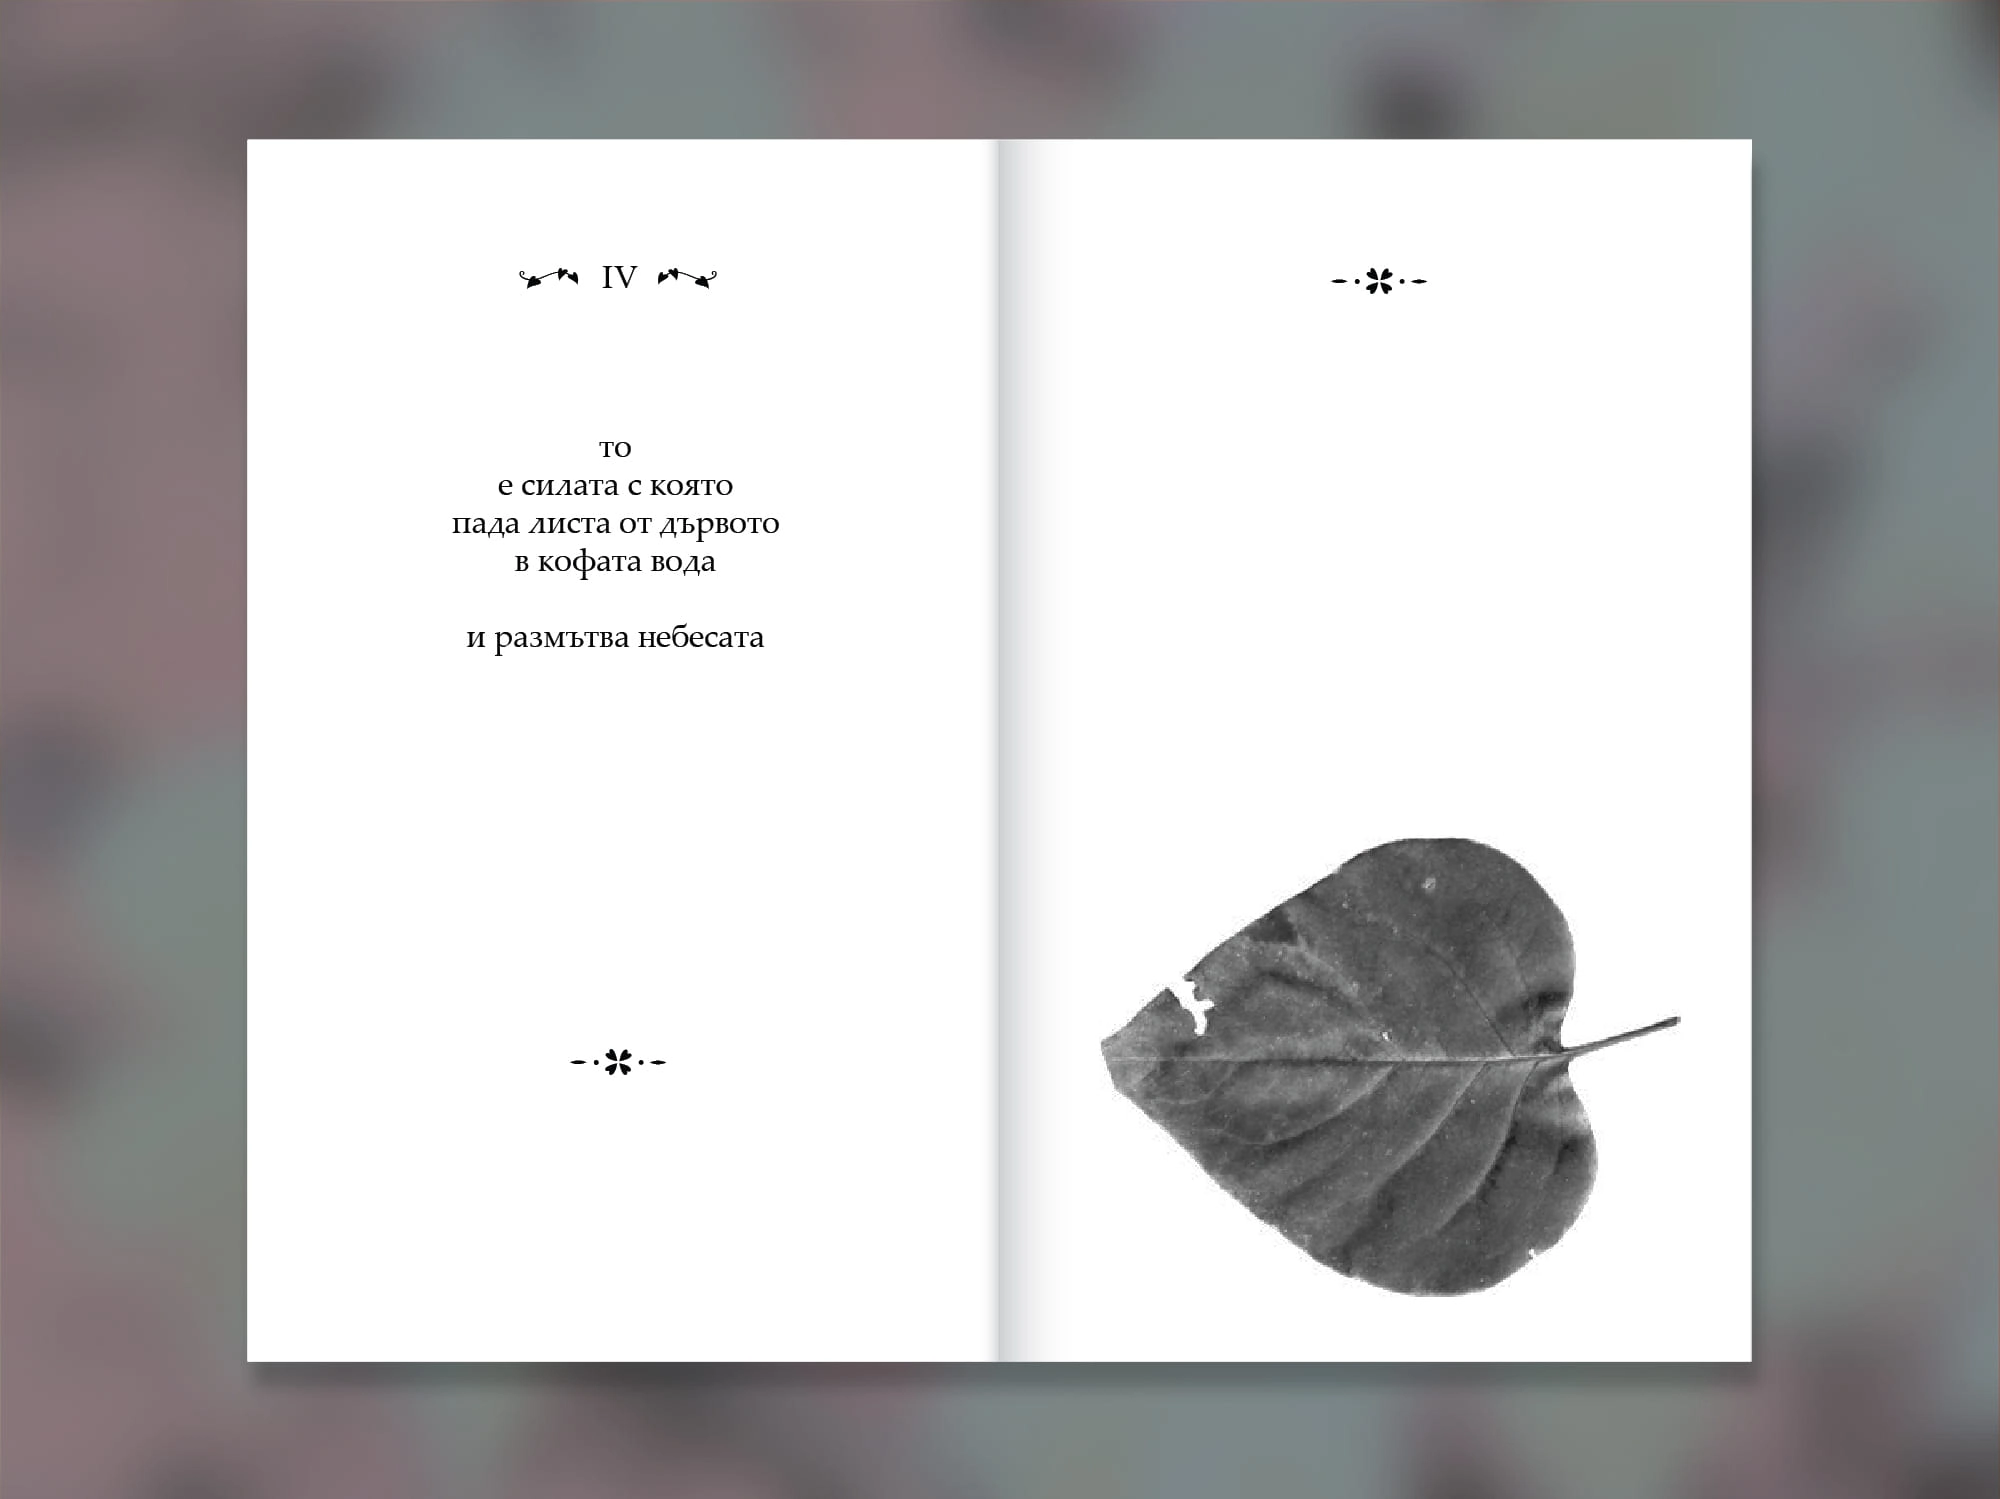 IV
то
е силата с която
пада листа от дървото
в кофата вода
и размътва небесата